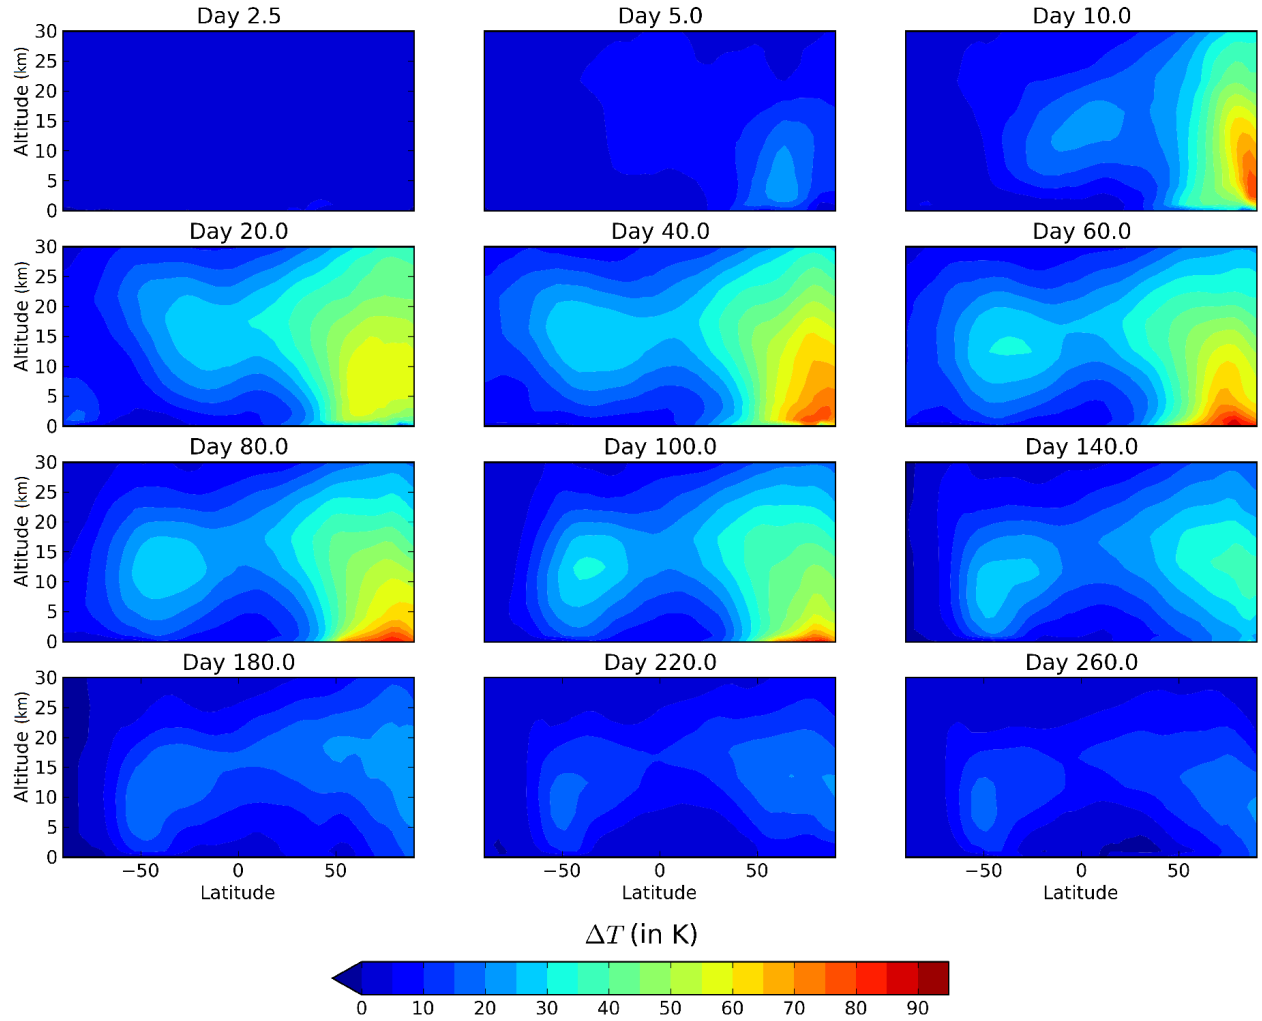 Day 2.5 Day 5.0 Day 10.0
30
25
20
15
10
5
0
Altitude (km)
Day 20.0 Day 40.0 Day 60.0
30
25
20
15
10
5
0
Altitude (km)
Day 80.0 Day 100.0 Day 140.0
30
25
20
15
10
5
0
Altitude (km)
Day 180.0 Day 220.0 Day 260.0
30
25
20
15
10
5
0
Altitude (km)
−50 0 50 −50 0 50 −50 0 50
Latitude Latitude Latitude
ΔT (in K)
0 10 20 30 40 50 60 70 80 90